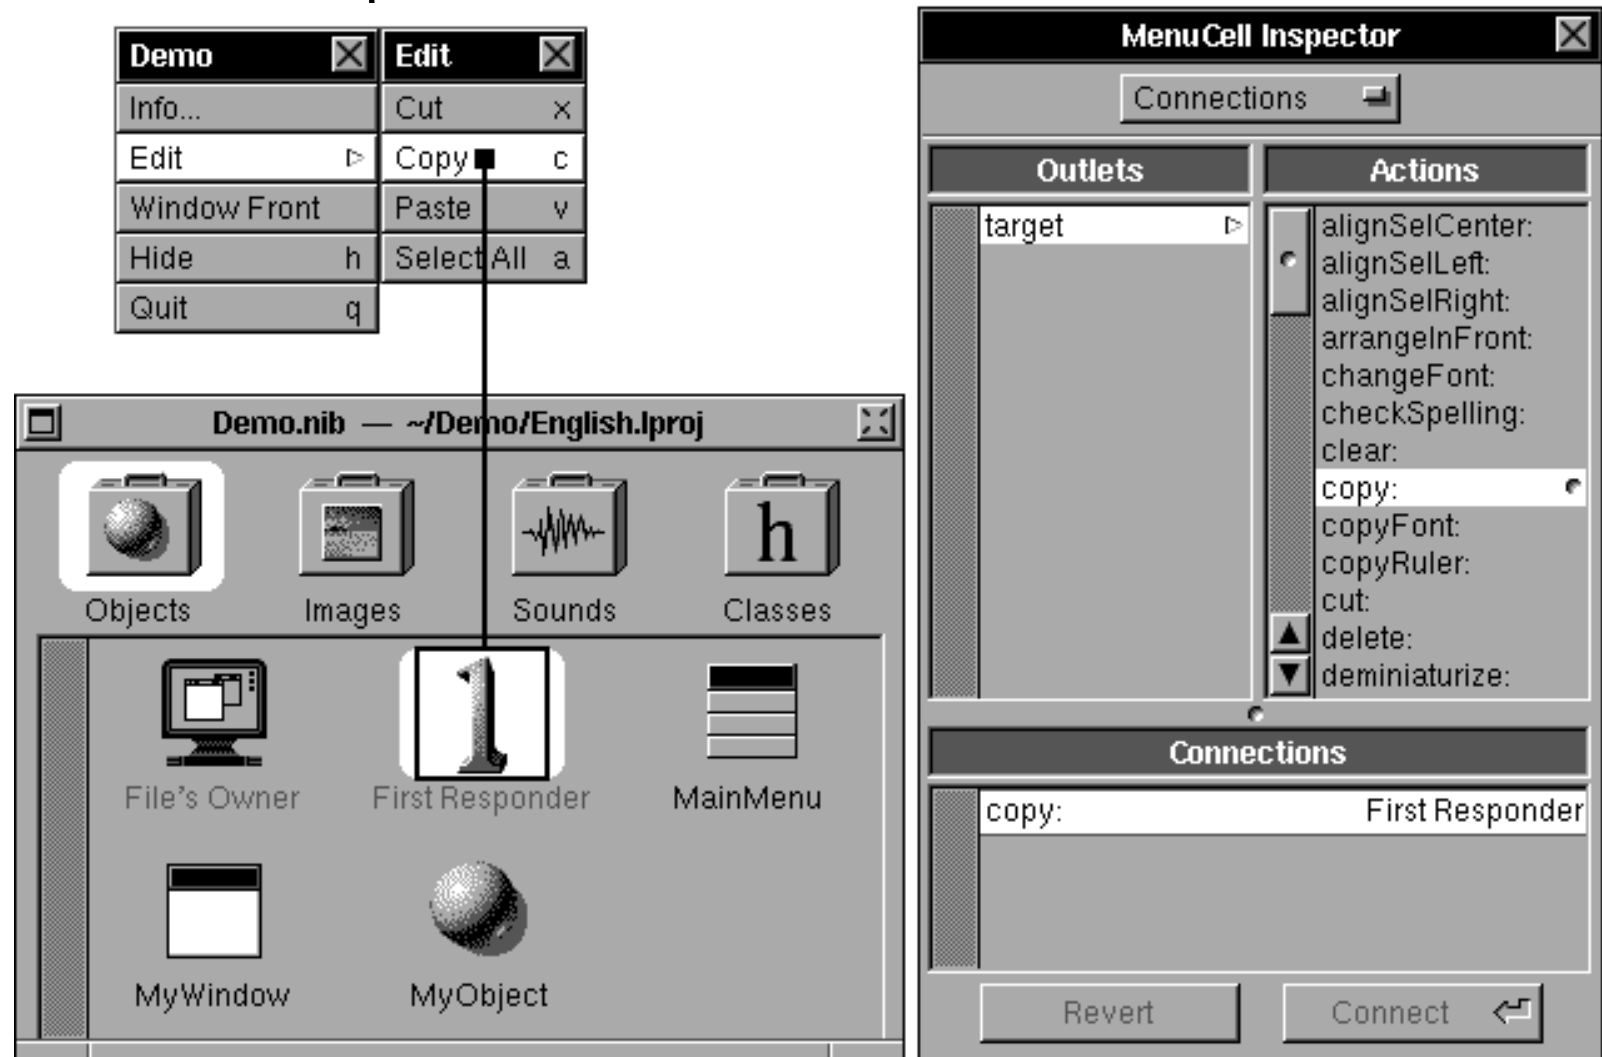 Demo
Info...
Edit
Window Front
Hide h
Quit q
Edit
Cut x
Copy c
Paste v
Select All a
Demo.nib — ~/Demo/English.lproj
Objects Images Sounds Classes
h
1
File's Owner First Responder MainMenu
MyWindow MyObject
MenuCell Inspector
Connections
Outlets
target
Actions
alignSelCenter:
alignSelLeft:
alignSelRight:
arrangeInFront:
changeFont:
checkSpelling:
clear:
copy:
copyFont:
copyRuler:
cut:
delete:
deminiaturize:
Connections
copy: First Responder
Revert Connect